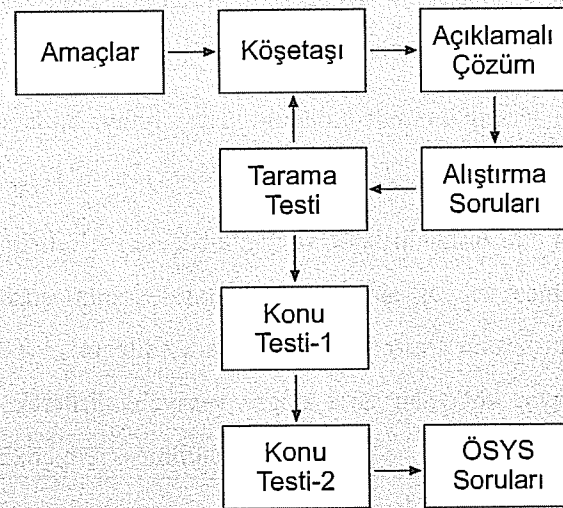 Amaçlar
Köşetaşı
Açıklamalı
Çözüm
Tarama
Testi
Alıştırma
Soruları
Konu
Testi-1
Konu
Testi-2
ÖSYS
Soruları